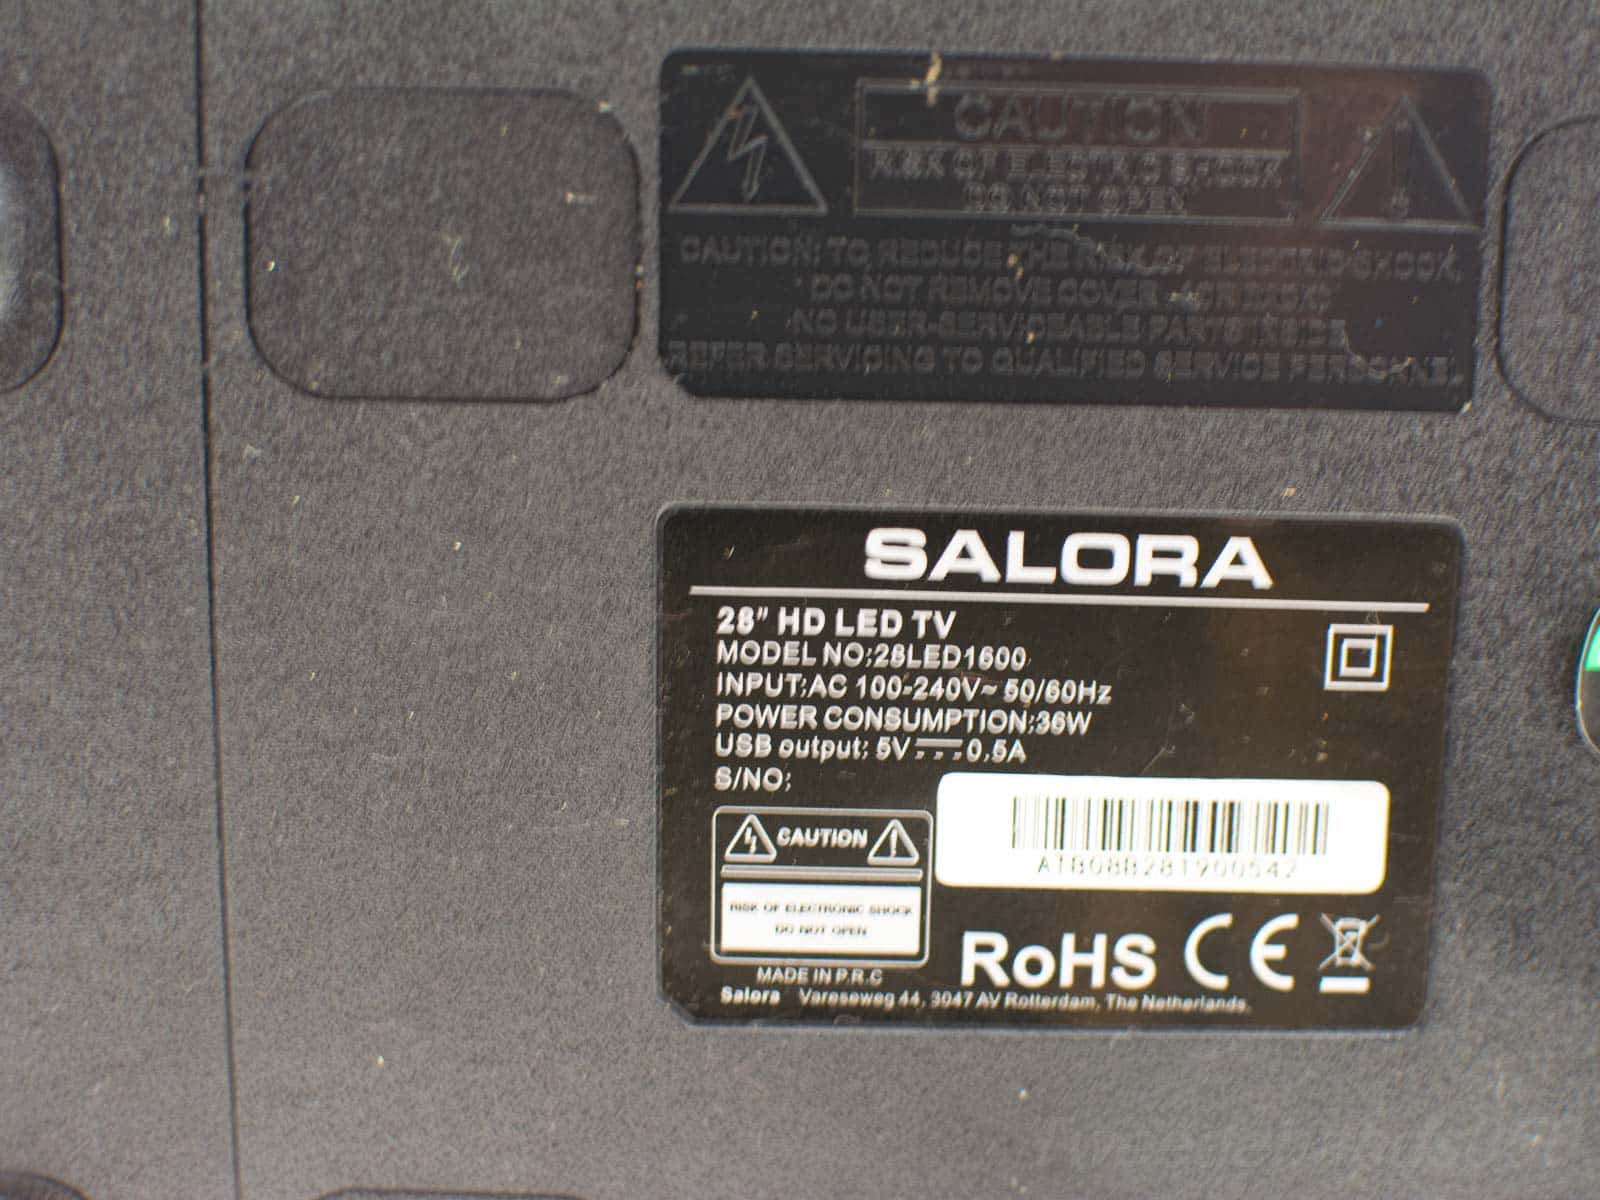 CAUTION
RISK OF ELECTRIC SHOCK
DO NOT OPEN
CAUTION: TO REDUCE THE RISK OF ELECTRIC SHOCK,
DO NOT REMOVE COVER
NO USER-SERVICEABLE PARTS INSIDE
REFER SERVICING TO QUALIFIED SERVICE PERSONNEL.
SALORA
28" HD LED TV
MODEL NO:28LED1600
INPUT:AC 100-240V~ 50/60Hz
POWER CONSUMPTION:36W
USB output: 5V 0.5A
S/NO:
ATB08B281900542
CAUTION
RISK OF ELECTRONIC SHOCK
DO NOT OPEN
RoHS CE
MADE IN P.R.C
Salora Vareseweg 44, 3047 AV Rotterdam, The Netherlands.